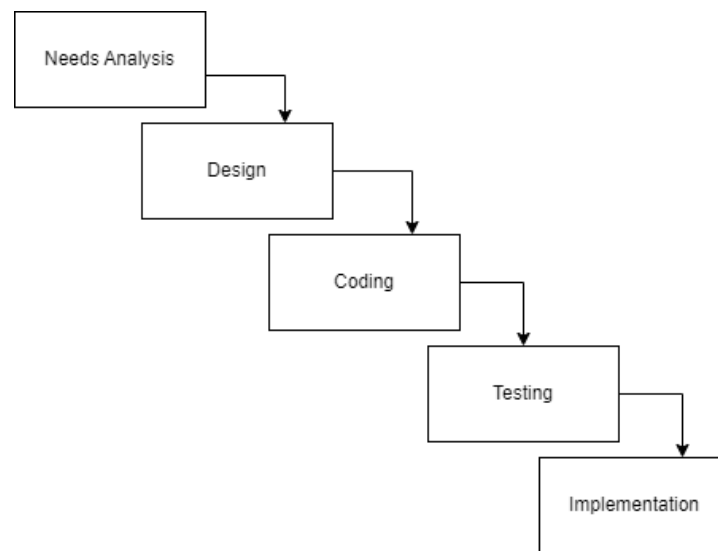 Needs Analysis
Design
Coding
Testing
Implementation